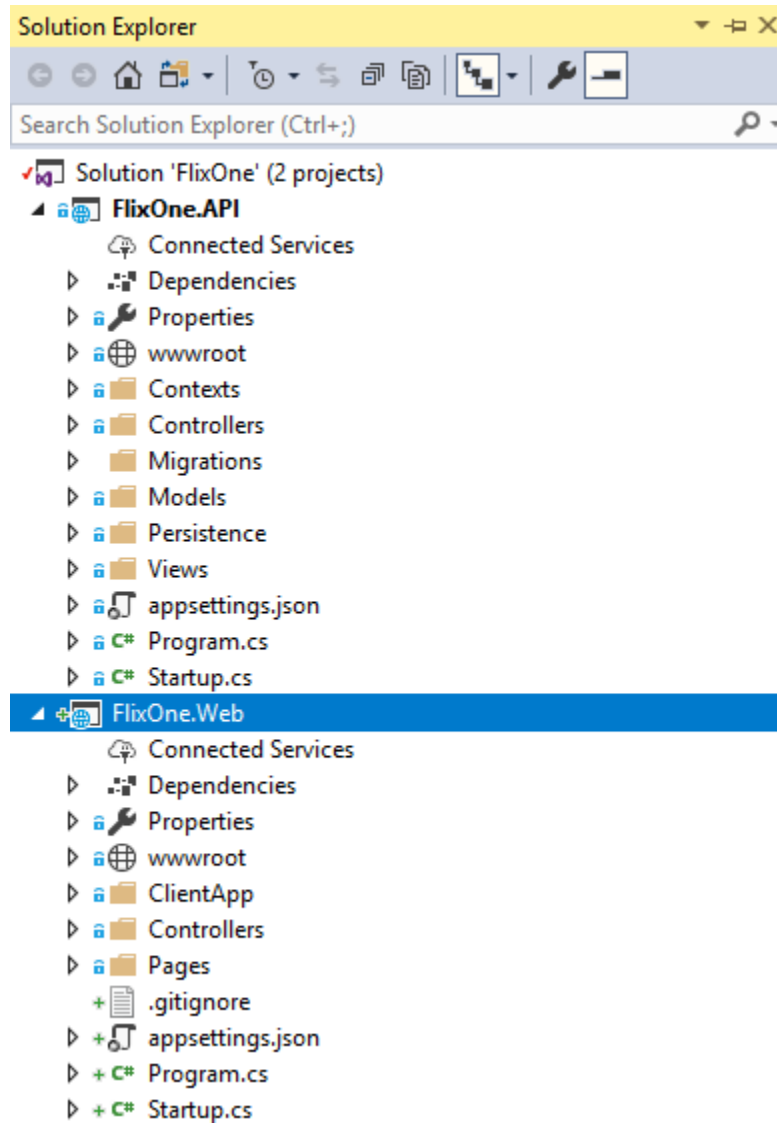 Solution Explorer
Search Solution Explorer (Ctrl+;)
Solution 'FlixOne' (2 projects)
FlixOne.API
Connected Services
Dependencies
Properties
wwwroot
Contexts
Controllers
Migrations
Models
Persistence
Views
appsettings.json
C# Program.cs
C# Startup.cs
FlixOne.Web
Connected Services
Dependencies
Properties
wwwroot
ClientApp
Controllers
Pages
.gitignore
appsettings.json
C# Program.cs
C# Startup.cs